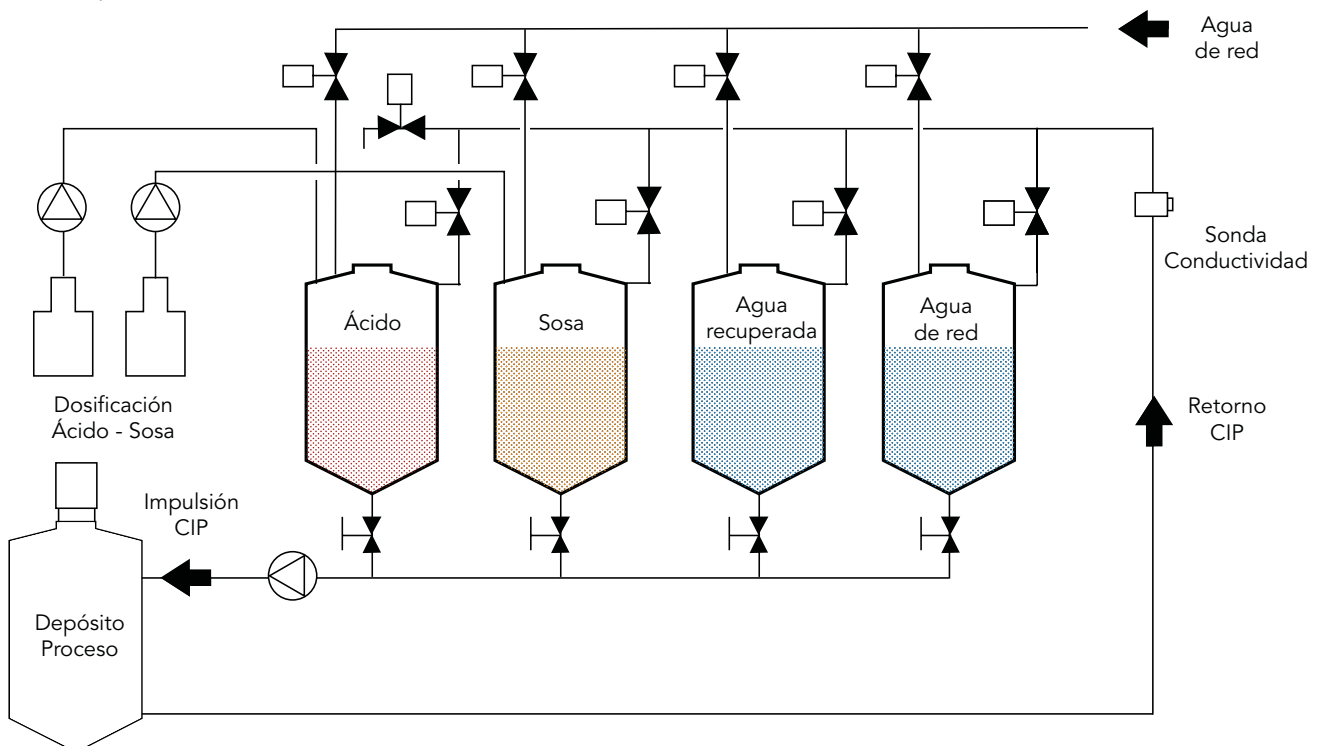 Agua
de red
Sonda
Conductividad
Ácido
Sosa
Agua
recuperada
Agua
de red
Dosificación
Ácido - Sosa
Retorno
CIP
Impulsión
CIP
Depósito
Proceso